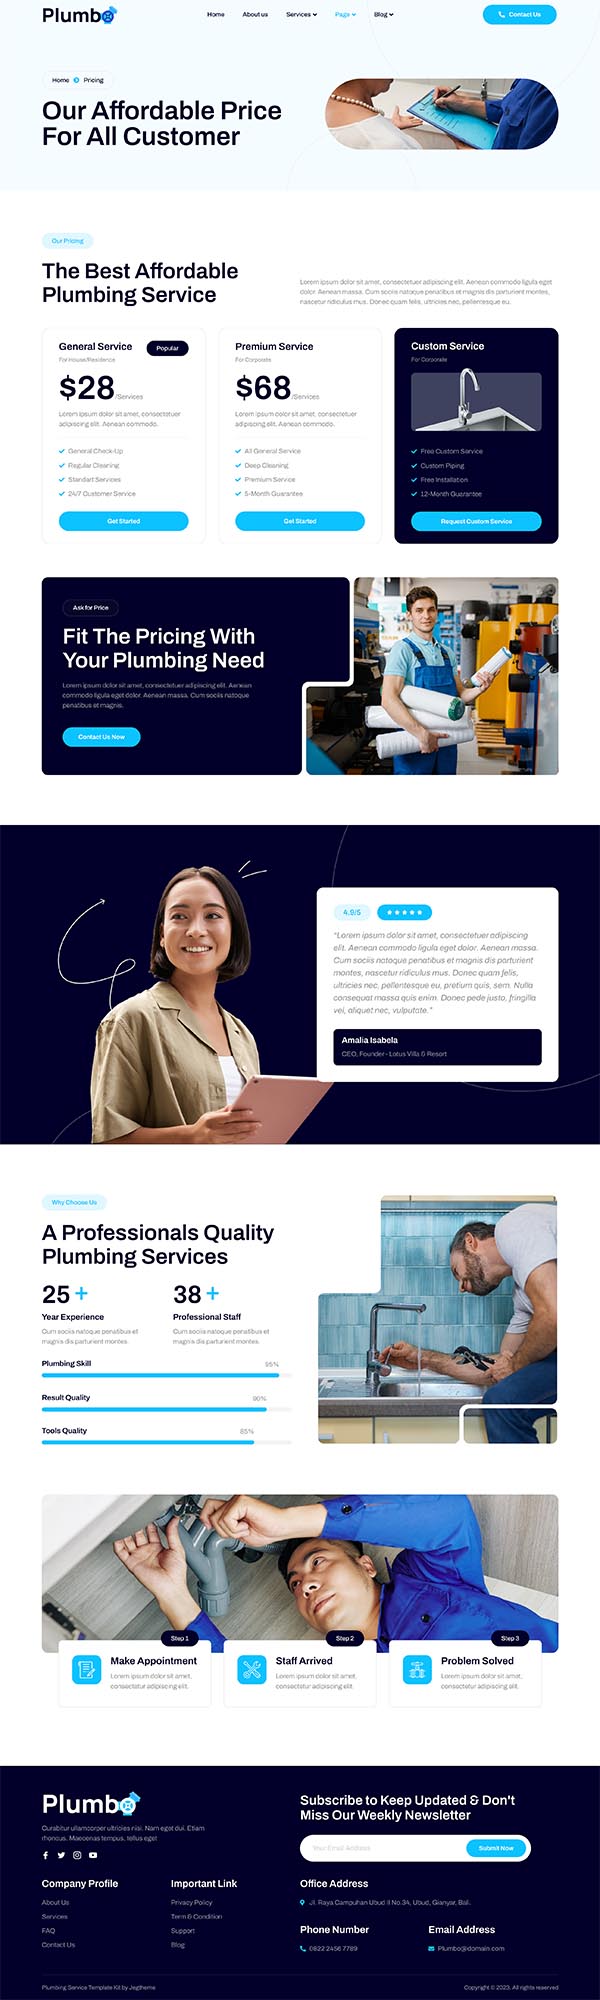 Plumbo
Home About us Services Page Blog Contact Us
Home Pricing
Our Affordable Price
For All Customer
Our Pricing
The Best Affordable
Plumbing Service
Lorem ipsum dolor sit amet, consectetuer adipiscing elit. Aenean commodo ligula eget
dolor. Aenean massa. Cum sociis natoque penatibus et magnis dis parturient montes,
nascetur ridiculus mus. Donec quam felis, ultricies nec, pellentesque eu.
General Service
Popular
For House/Residence
$28/Services
Lorem ipsum dolor sit amet, consectetuer
adipiscing elit. Aenean commodo.
General Check-Up
Regular Cleaning
Standart Services
24/7 Customer Service
Get Started
Premium Service
For Corporate
$68/Services
Lorem ipsum dolor sit amet, consectetuer
adipiscing elit. Aenean commodo.
All General Service
Deep Cleaning
Premium Service
5-Month Guarantee
Get Started
Custom Service
For Corporate
Free Custom Service
Custom Piping
Free Installation
12-Month Guarantee
Request Custom Service
Ask for Price
Fit The Pricing With
Your Plumbing Need
Lorem ipsum dolor sit amet, consectetuer adipiscing elit. Aenean
commodo ligula eget dolor. Aenean massa. Cum sociis natoque
penatibus et magnis.
Contact Us Now
4.9/5
"Lorem ipsum dolor sit amet, consectetuer adipiscing
elit. Aenean commodo ligula eget dolor. Aenean massa.
Cum sociis natoque penatibus et magnis dis parturient
montes, nascetur ridiculus mus. Donec quam felis,
ultricies nec, pellentesque eu, pretium quis, sem. Nulla
consequat massa quis enim. Donec pede justo, fringilla
vel, aliquet nec, vulputate."
Amalia Isabela
CEO, Founder - Lotus Villa & Resort
Why Choose Us
A Professionals Quality
Plumbing Services
25 +
Year Experience
Cum sociis natoque penatibus et
magnis dis parturient montes.
38 +
Professional Staff
Cum sociis natoque penatibus et
magnis dis parturient montes.
Plumbing Skill 95%
Result Quality 90%
Tools Quality 85%
Step 1
Make Appointment
Lorem ipsum dolor sit amet,
consectetur adipiscing elit.
Step 2
Staff Arrived
Lorem ipsum dolor sit amet,
consectetur adipiscing elit.
Step 3
Problem Solved
Lorem ipsum dolor sit amet,
consectetur adipiscing elit.
Plumbo
Curabitur ullamcorper ultricies nisi. Nam eget dui. Etiam
rhoncus. Maecenas tempus, tellus eget
Subscribe to Keep Updated & Don't
Miss Our Weekly Newsletter
Your Email Address
Submit Now
Company Profile
About Us
Services
FAQ
Contact Us
Important Link
Privacy Policy
Term & Condition
Support
Blog
Office Address
Jl. Raya Campuhan Ubud II No.34, Ubud, Gianyar, Bali.
Phone Number
0822 2456 7789
Email Address
Plumbo@domain.com
Plumbing Service Template Kit by Jegtheme
Copyright © 2023. All rights reserved